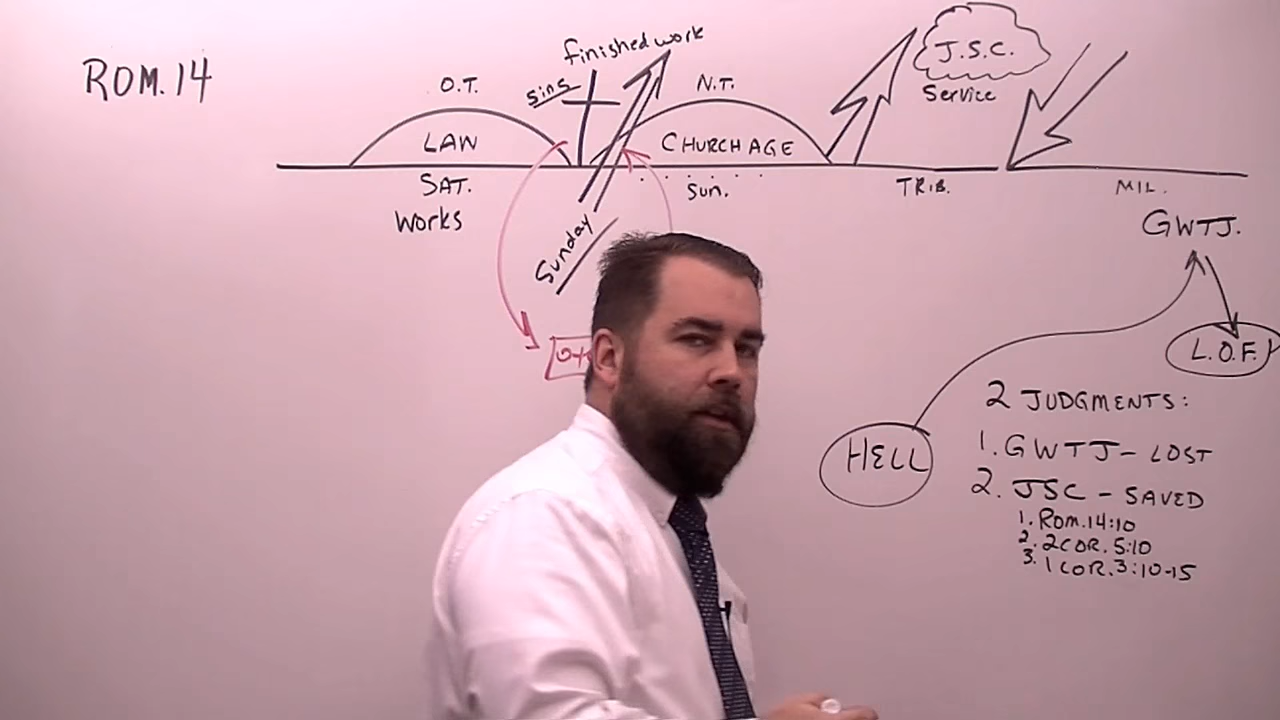 ROM. 14
finished work
sins
O.T.
N.T.
J.S.C.
Service
LAW
CHURCH AGE
SAT.
Sun.
TRIB.
MIL.
works
Sunday
GWTJ.
L.O.F.
2 JUDGMENTS:
HELL
1. GWTJ - LOST
2. JSC - SAVED
1. ROM. 14:10
2. 2 COR. 5:10
3. 1 COR. 3:10-15